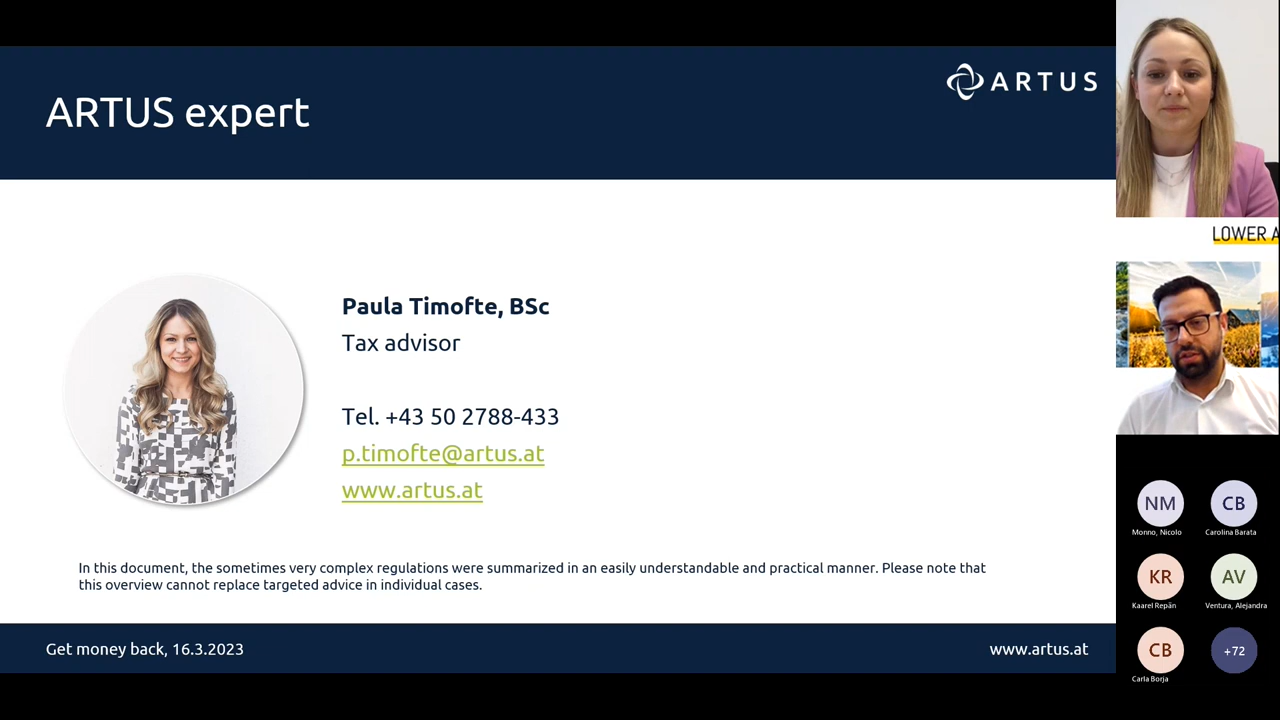 ARTUS expert
ARTUS
Paula Timofte, BSc
Tax advisor
Tel. +43 50 2788-433
p.timofte@artus.at
www.artus.at
In this document, the sometimes very complex regulations were summarized in an easily understandable and practical manner. Please note that
this overview cannot replace targeted advice in individual cases.
Get money back, 16.3.2023
www.artus.at
LOWER A
NM
Monno, Nicolo
CB
Carolina Barata
KR
Kaarel Repän
AV
Ventura, Alejandra
CB
Carla Borja
+72